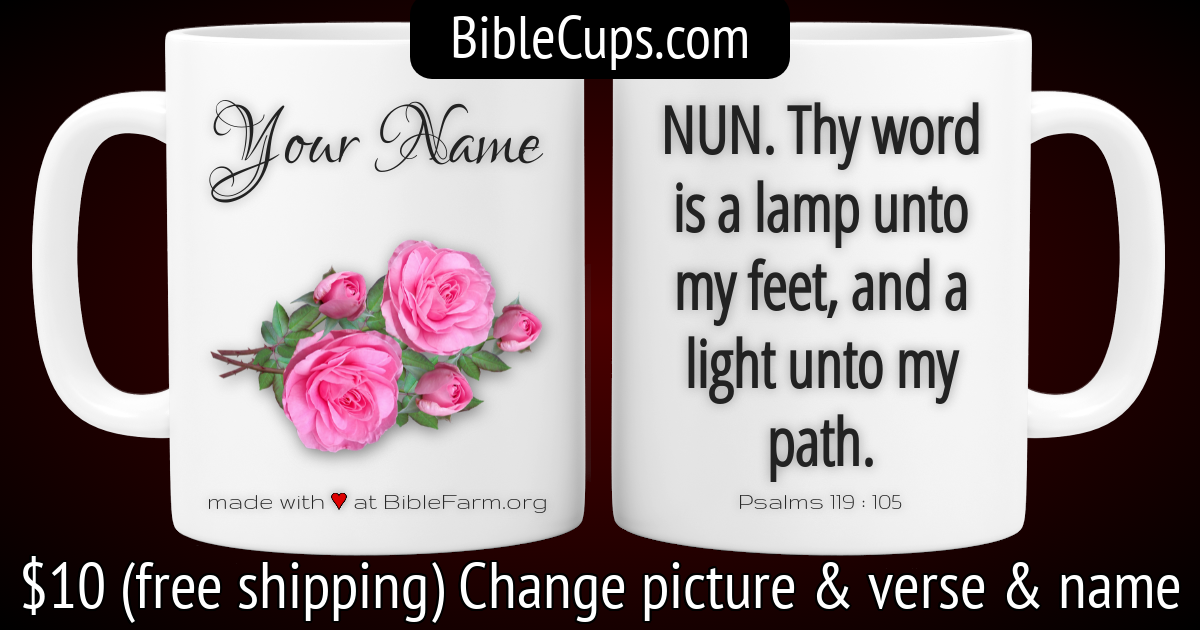 BibleCups.com
Your Name
made with ♥ at BibleFarm.org
NUN. Thy word
is a lamp unto
my feet, and a
light unto my
path.
Psalms 119 : 105
$10 (free shipping) Change picture & verse & name